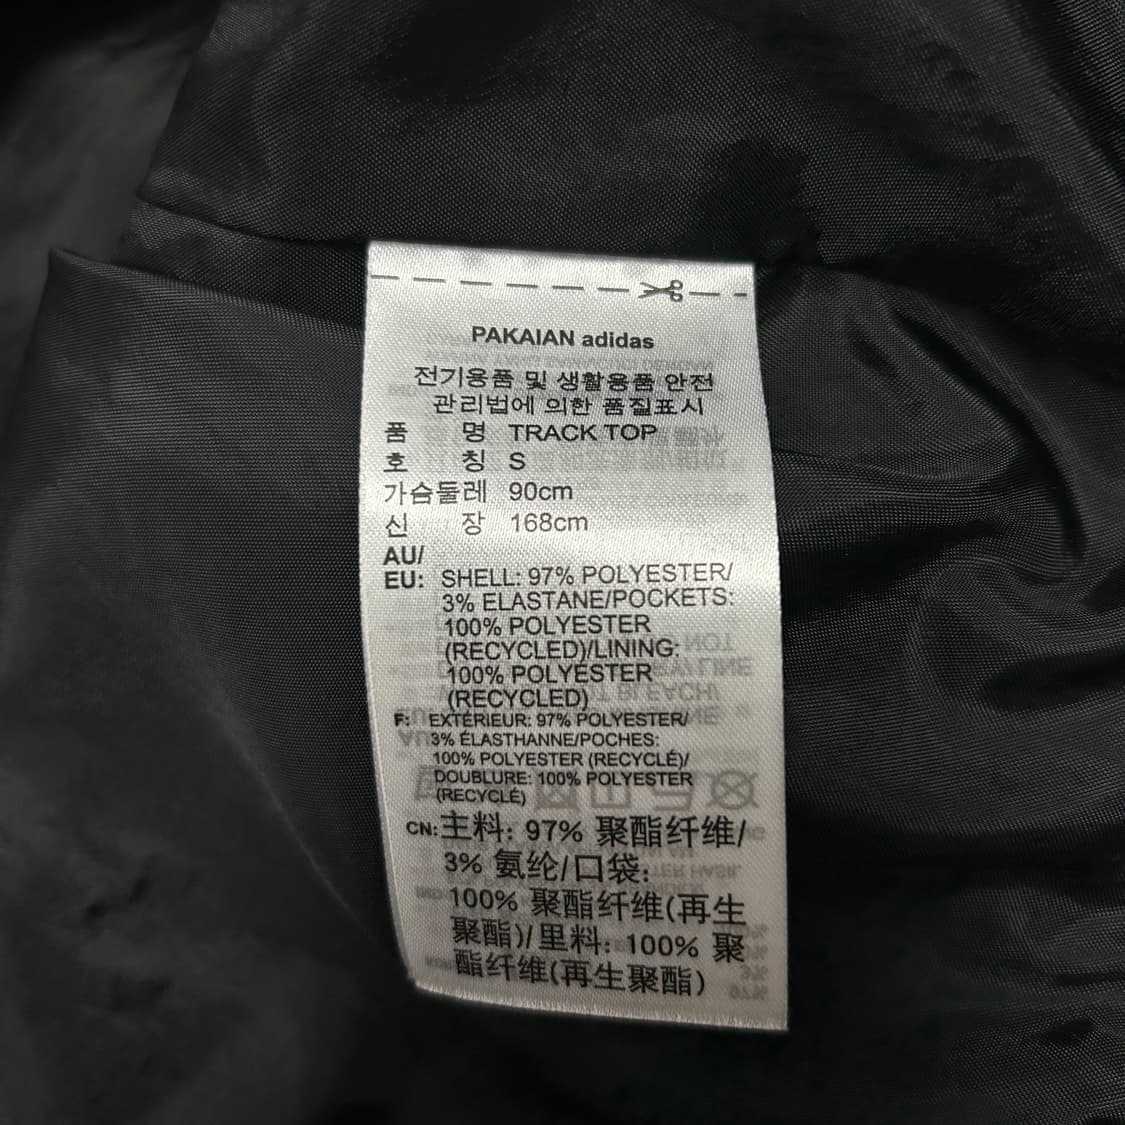 PAKAIAN adidas
전기용품 및 생활용품 안전
관리법에 의한 품질표시
품 명 TRACK TOP
호 칭 S
가슴둘레 90cm
신 장 168cm
AU/
EU: SHELL: 97% POLYESTER/
3% ELASTANE/POCKETS:
100% POLYESTER
(RECYCLED)/LINING:
100% POLYESTER
(RECYCLED)
F: EXTÉRIEUR: 97% POLYESTER/
3% ÉLASTHANNE/POCHES:
100% POLYESTER (RECYCLÉ)/
DOUBLURE: 100% POLYESTER
(RECYCLÉ)
CN: 主料: 97% 聚酯纤维/
3% 氨纶/口袋:
100% 聚酯纤维(再生
聚酯)/里料: 100% 聚
酯纤维(再生聚酯)